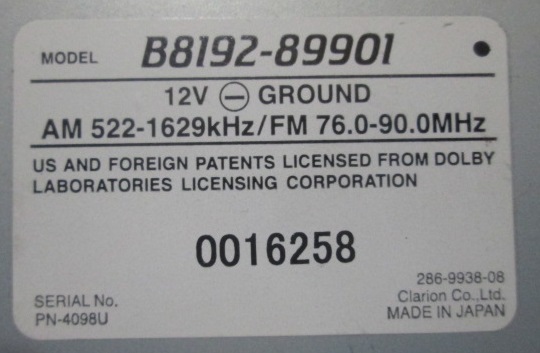 MODEL B8192-89901
12V ⊖ GROUND
AM 522-1629kHz/FM 76.0-90.0MHz
US AND FOREIGN PATENTS LICENSED FROM DOLBY
LABORATORIES LICENSING CORPORATION
0016258
286-9938-08
SERIAL No. Clarion Co.,Ltd.
PN-4098U MADE IN JAPAN